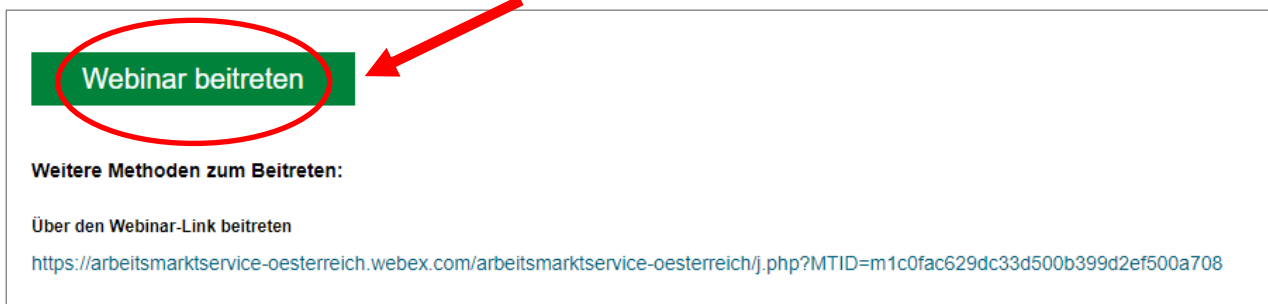 Webinar beitreten
Weitere Methoden zum Beitreten:
Über den Webinar-Link beitreten
https://arbeitsmarktservice-oesterreich.webex.com/arbeitsmarktservice-oesterreich/j.php?MTID=m1c0fac629dc33d500b399d2ef500a708